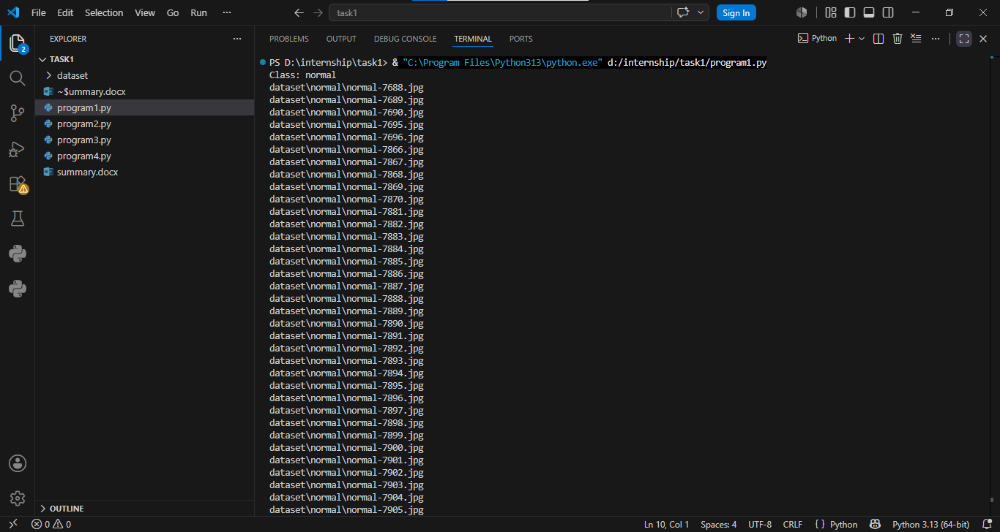 File Edit Selection View Go Run ··· task1 Sign In
2
EXPLORER ···
TASK1
dataset
~$ummary.docx
program1.py
program2.py
program3.py
program4.py
summary.docx
OUTLINE
PROBLEMS OUTPUT DEBUG CONSOLE TERMINAL PORTS Python ···
PS D:\internship\task1> & "C:\Program Files\Python313\python.exe" d:/internship/task1/program1.py
Class: normal
dataset\normal\normal-7688.jpg
dataset\normal\normal-7689.jpg
dataset\normal\normal-7690.jpg
dataset\normal\normal-7695.jpg
dataset\normal\normal-7696.jpg
dataset\normal\normal-7866.jpg
dataset\normal\normal-7867.jpg
dataset\normal\normal-7868.jpg
dataset\normal\normal-7869.jpg
dataset\normal\normal-7870.jpg
dataset\normal\normal-7881.jpg
dataset\normal\normal-7882.jpg
dataset\normal\normal-7883.jpg
dataset\normal\normal-7884.jpg
dataset\normal\normal-7885.jpg
dataset\normal\normal-7886.jpg
dataset\normal\normal-7887.jpg
dataset\normal\normal-7888.jpg
dataset\normal\normal-7889.jpg
dataset\normal\normal-7890.jpg
dataset\normal\normal-7891.jpg
dataset\normal\normal-7892.jpg
dataset\normal\normal-7893.jpg
dataset\normal\normal-7894.jpg
dataset\normal\normal-7895.jpg
dataset\normal\normal-7896.jpg
dataset\normal\normal-7897.jpg
dataset\normal\normal-7898.jpg
dataset\normal\normal-7899.jpg
dataset\normal\normal-7900.jpg
dataset\normal\normal-7901.jpg
dataset\normal\normal-7902.jpg
dataset\normal\normal-7903.jpg
dataset\normal\normal-7904.jpg
dataset\normal\normal-7905.jpg
0 0 Ln 10, Col 1 Spaces: 4 UTF-8 CRLF {} Python Python 3.13 (64-bit)